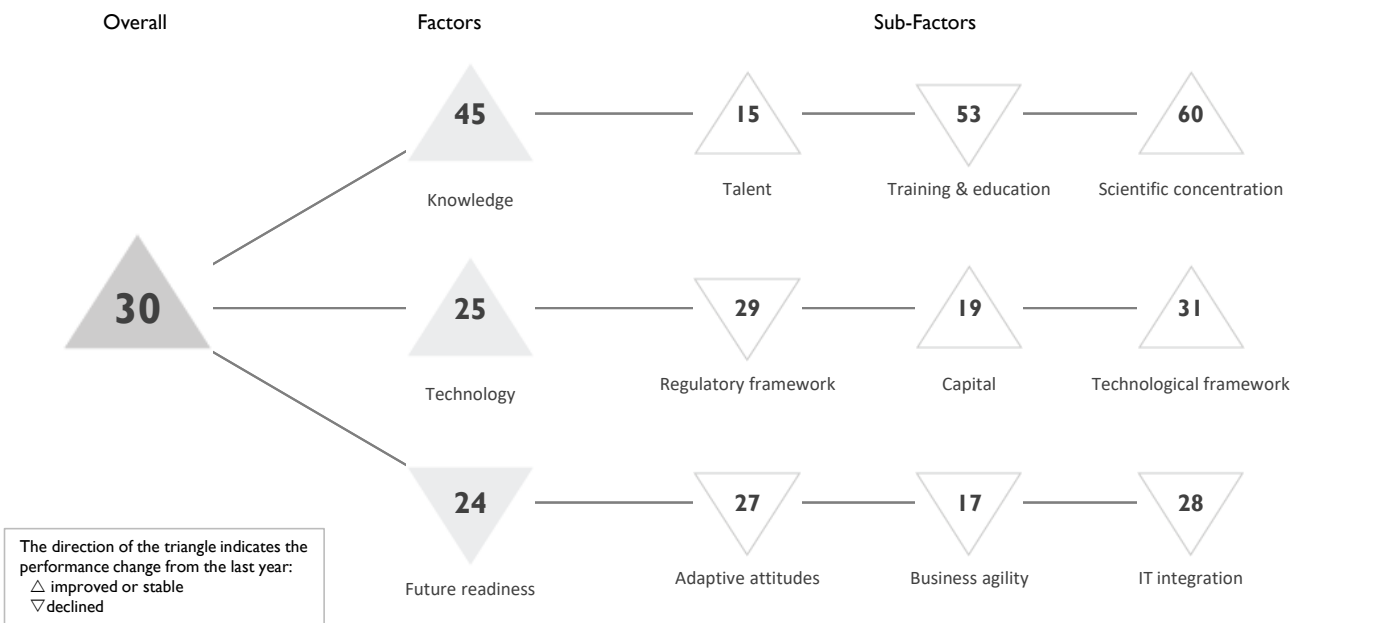 Overall
Factors
Sub-Factors
45
15
53
60
Knowledge
Talent
Training & education
Scientific concentration
30
25
29
19
31
Technology
Regulatory framework
Capital
Technological framework
24
27
17
28
Future readiness
Adaptive attitudes
Business agility
IT integration
The direction of the triangle indicates the
performance change from the last year:
△ improved or stable
▽ declined